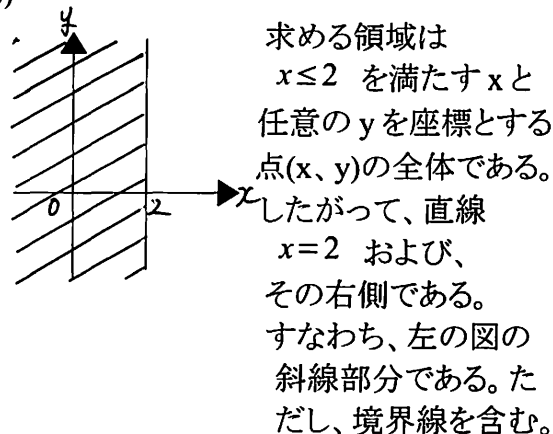 )
y
x
0
2
求める領域は
x≤2 を満たす x と
任意の y を座標とする
点(x、y)の全体である。
したがって、直線
x=2 および、
その右側である。
すなわち、左の図の
斜線部分である。た
だし、境界線を含む。